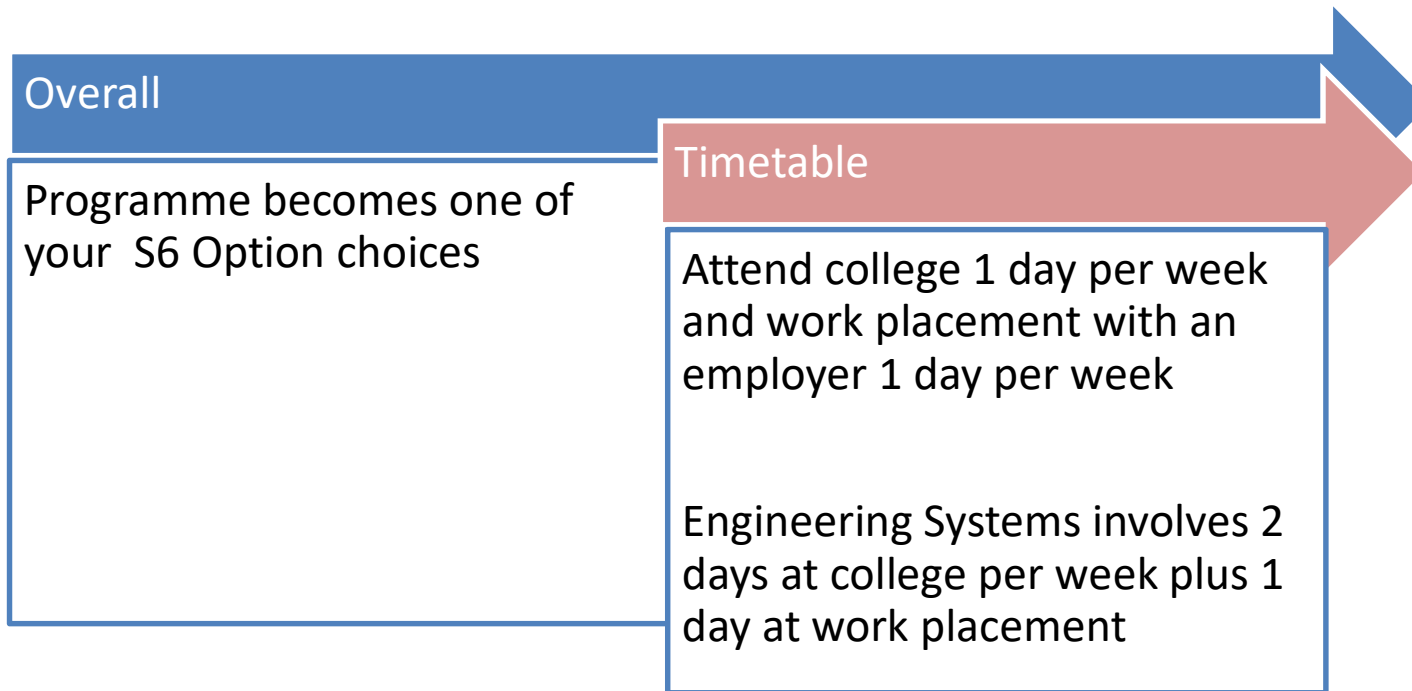 Overall
Programme becomes one of
your  S6 Option choices
Timetable
Attend college 1 day per week
and work placement with an
employer 1 day per week
Engineering Systems involves 2
days at college per week plus 1
day at work placement